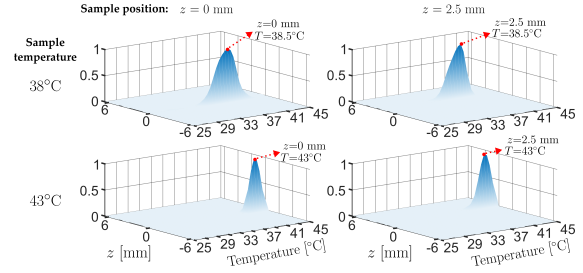 Sample position: z = 0 mm z = 2.5 mm
Sample temperature
38°C
z=0 mm
T=38.5°C
1
0.5
0
6 0 -6 25 29 33 37 41 45
z=2.5 mm
T=38.5°C
1
0.5
0
6 0 -6 25 29 33 37 41 45
43°C
z=0 mm
T=43°C
1
0.5
0
6 0 -6 25 29 33 37 41 45
z [mm] Temperature [°C]
z=2.5 mm
T=43°C
1
0.5
0
6 0 -6 25 29 33 37 41 45
z [mm] Temperature [°C]